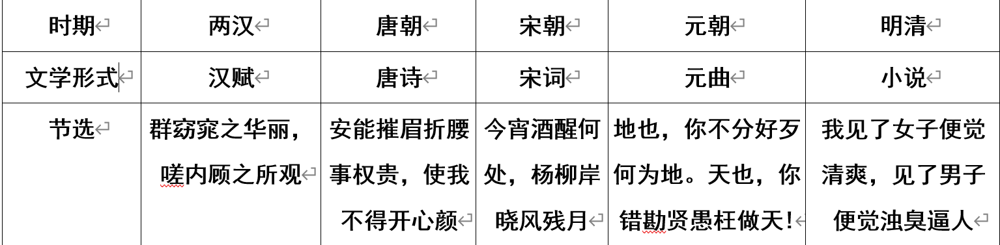 时期 两汉 唐朝 宋朝 元朝 明清
文学形式 汉赋 唐诗 宋词 元曲 小说
节选 群窈窕之华丽， 安能摧眉折腰 今宵酒醒何 地也，你不分好歹 我见了女子便觉
嗟内顾之所观 事权贵，使我 处，杨柳岸 何为地。天也，你 清爽，见了男子
不得开心颜 晓风残月 错勘贤愚枉做天！ 便觉浊臭逼人